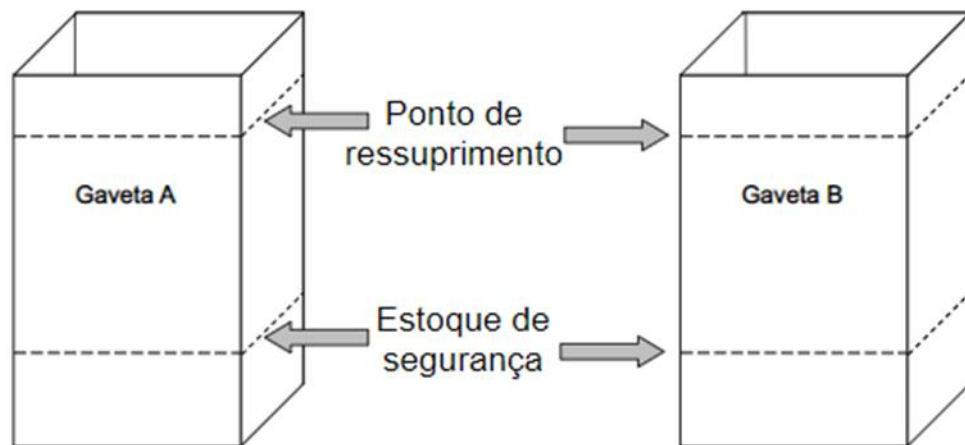 Ponto de
ressuprimento
Gaveta A
Gaveta B
Estoque de
segurança